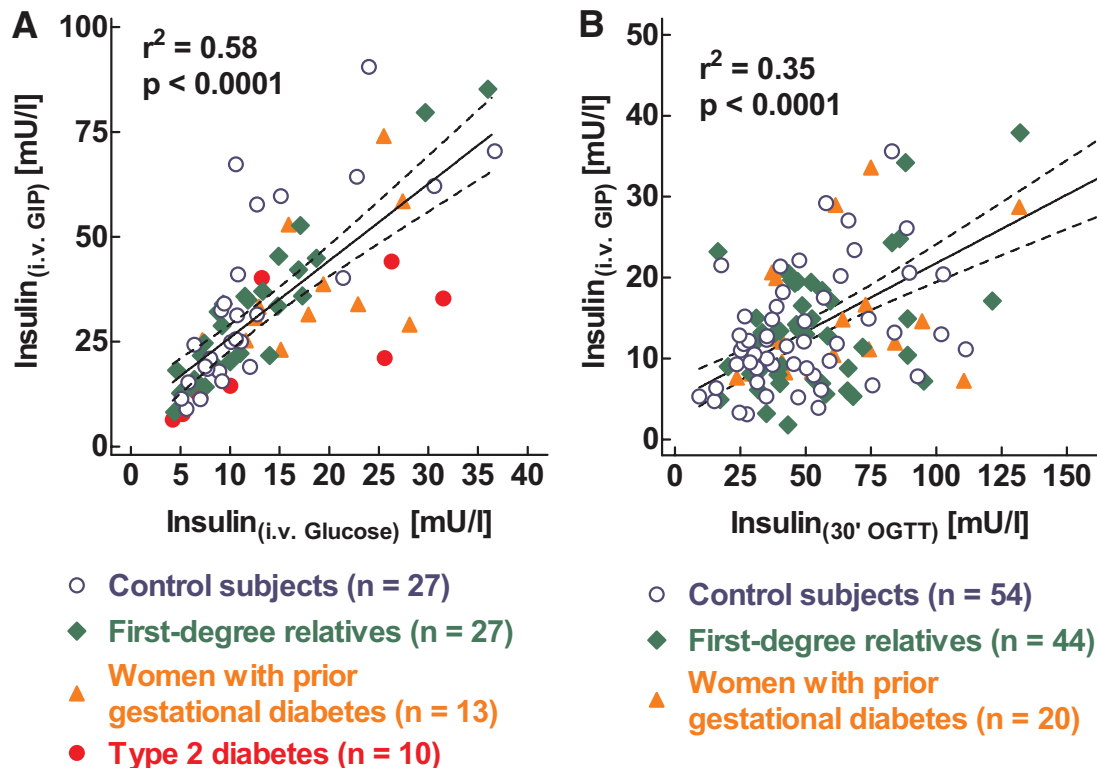 A
r² = 0.58
p < 0.0001
Insulin(i.v. GIP) [mU/l]
100
75
50
25
0
0 5 10 15 20 25 30 35 40
Insulin(i.v. Glucose) [mU/l]
Control subjects (n = 27)
First-degree relatives (n = 27)
Women with prior
gestational diabetes (n = 13)
Type 2 diabetes (n = 10)
B
r² = 0.35
p < 0.0001
Insulin(i.v. GIP) [mU/l]
50
40
30
20
10
0
0 25 50 75 100 125 150
Insulin(30' OGTT) [mU/l]
Control subjects (n = 54)
First-degree relatives (n = 44)
Women with prior
gestational diabetes (n = 20)